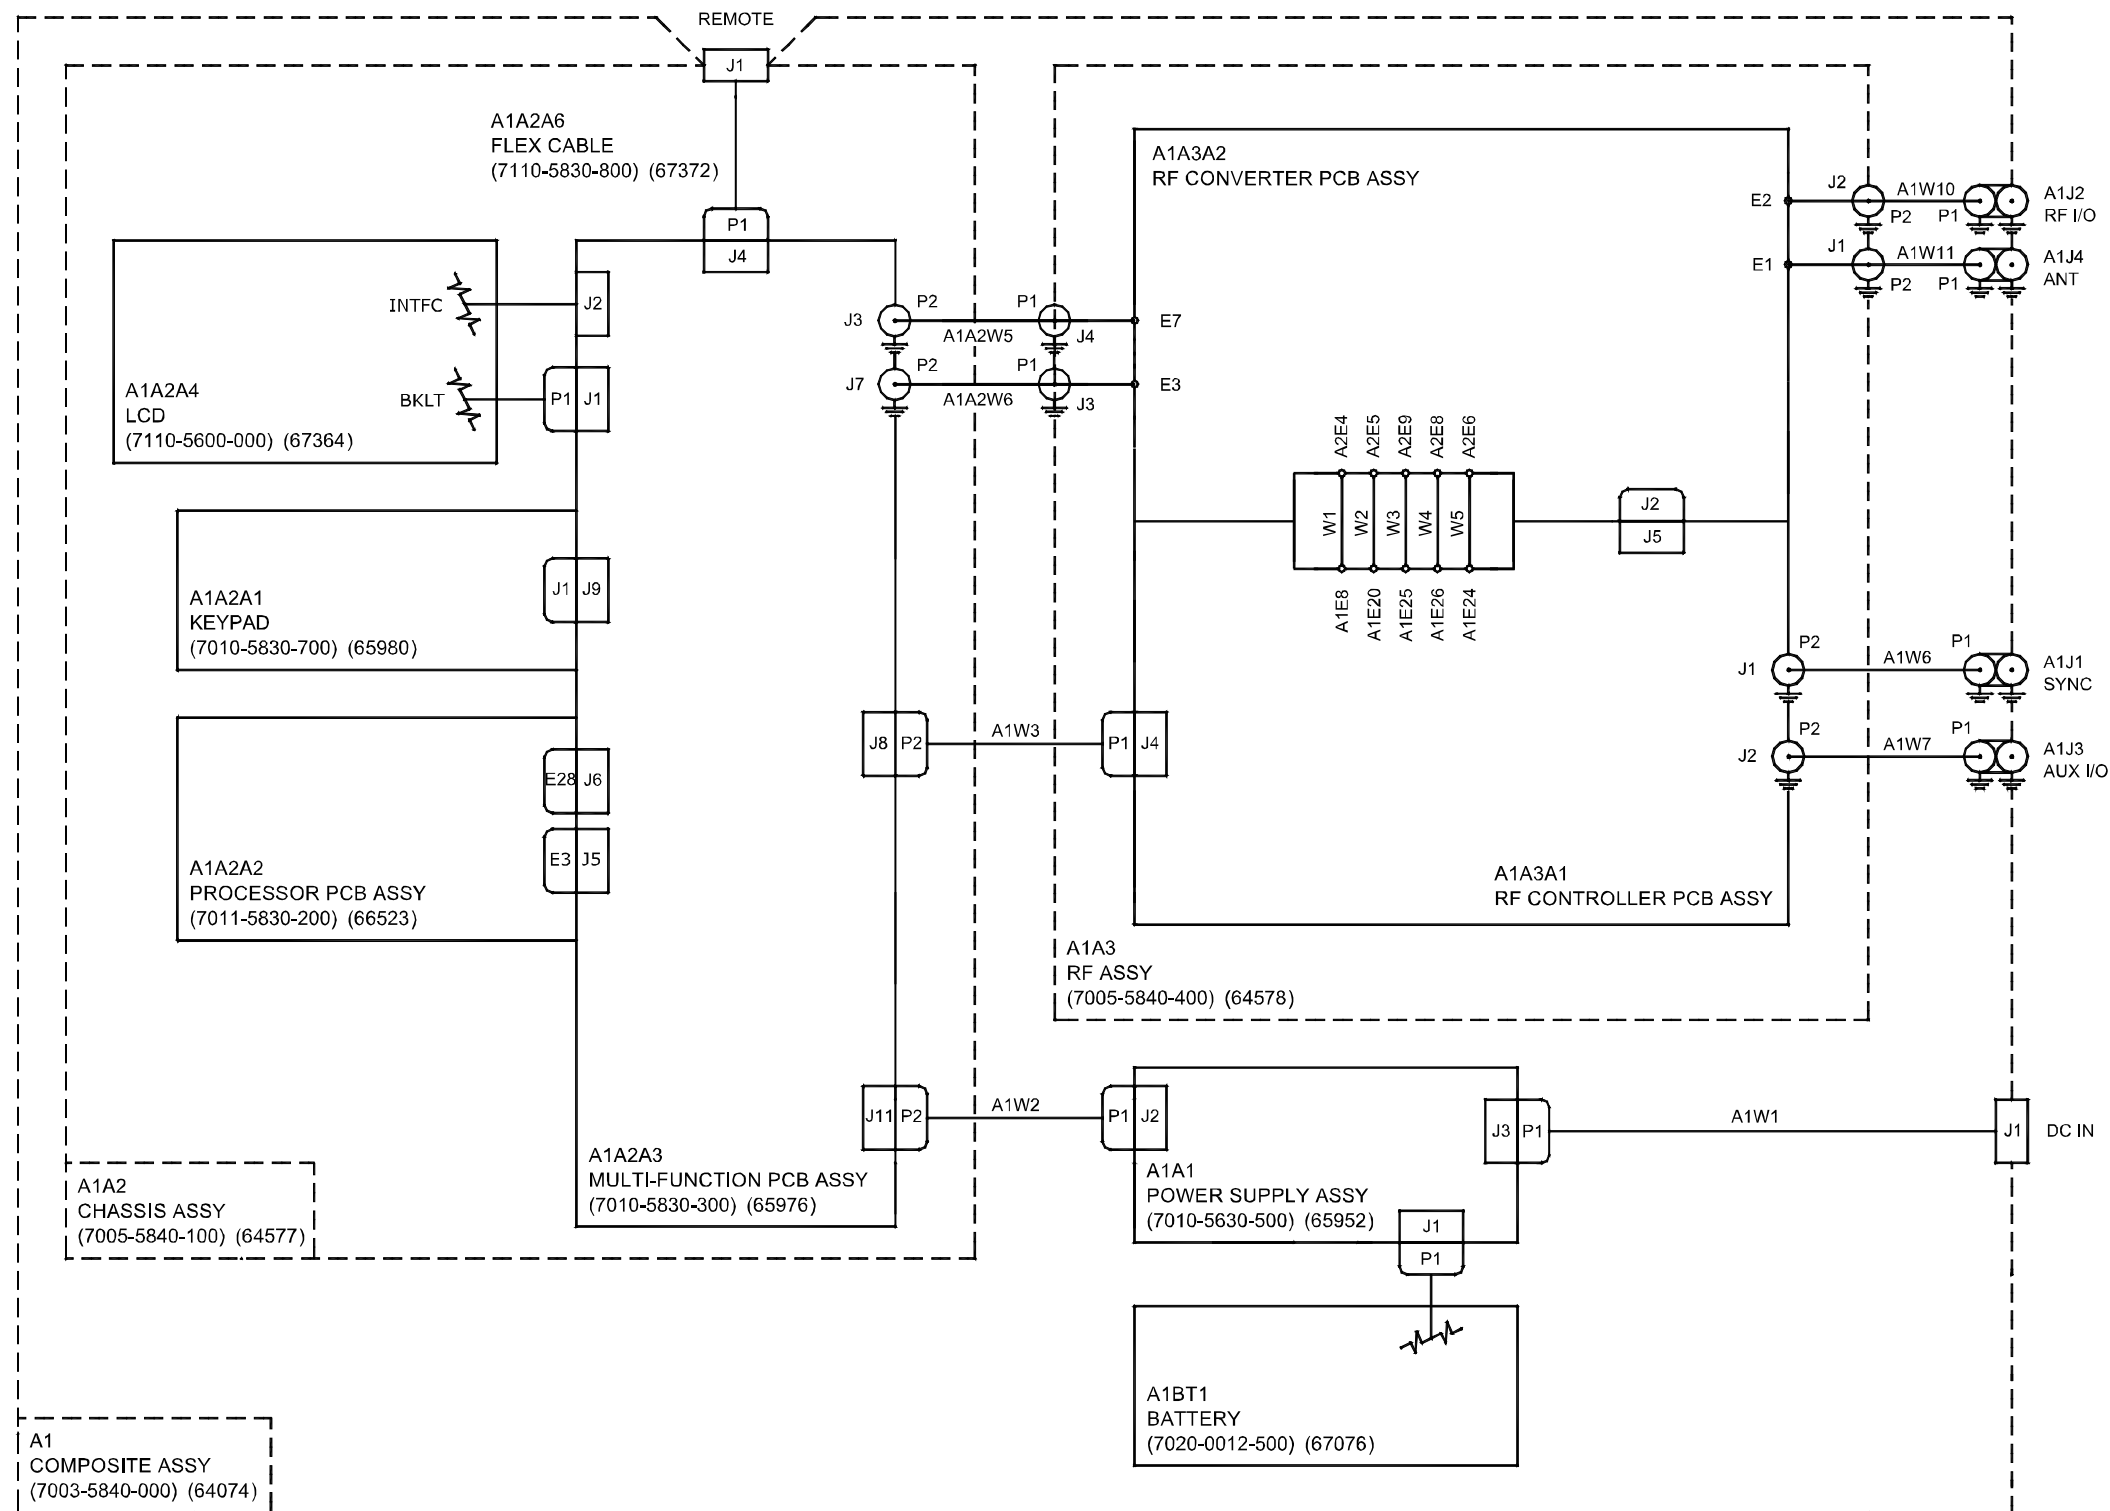 REMOTE
J1
A1A2A6
FLEX CABLE
(7110-5830-800) (67372)
P1
J4
INTFC
J2
BKLT
P1 J1
A1A2A4
LCD
(7110-5600-000) (67364)
J1 J9
A1A2A1
KEYPAD
(7010-5830-700) (65980)
E28 J6
E3 J5
A1A2A2
PROCESSOR PCB ASSY
(7011-5830-200) (66523)
J3
P2
A1A2W5
P1
J4
E7
J7
P2
A1A2W6
P1
J3
E3
J8 P2
A1W3
P1 J4
J11 P2
A1W2
P1 J2
A1A2A3
MULTI-FUNCTION PCB ASSY
(7010-5830-300) (65976)
A1A2
CHASSIS ASSY
(7005-5840-100) (64577)
A1
COMPOSITE ASSY
(7003-5840-000) (64074)
A1A3A2
RF CONVERTER PCB ASSY
E2
J2
P2
A1W10
P1
A1J2
RF I/O
E1
J1
P2
A1W11
P1
A1J4
ANT
A2E4
A2E5
A2E9
A2E8
A2E6
W1
W2
W3
W4
W5
A1E8
A1E20
A1E25
A1E26
A1E24
J2
J5
J1
P2
A1W6
P1
A1J1
SYNC
J2
P2
A1W7
P1
A1J3
AUX I/O
A1A3A1
RF CONTROLLER PCB ASSY
A1A3
RF ASSY
(7005-5840-400) (64578)
J3 P1
A1W1
J1
DC IN
A1A1
POWER SUPPLY ASSY
(7010-5630-500) (65952)
J1
P1
A1BT1
BATTERY
(7020-0012-500) (67076)